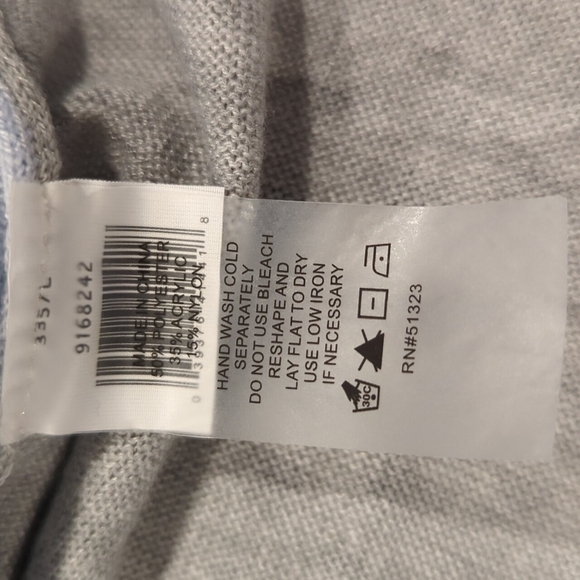 335/L
9168242
MADE IN CHINA
50% POLYESTER
35% ACRYLIC
15% NYLON
HAND WASH COLD
SEPARATELY
DO NOT USE BLEACH
RESHAPE AND
LAY FLAT TO DRY
USE LOW IRON
IF NECESSARY
30C
RN#51323